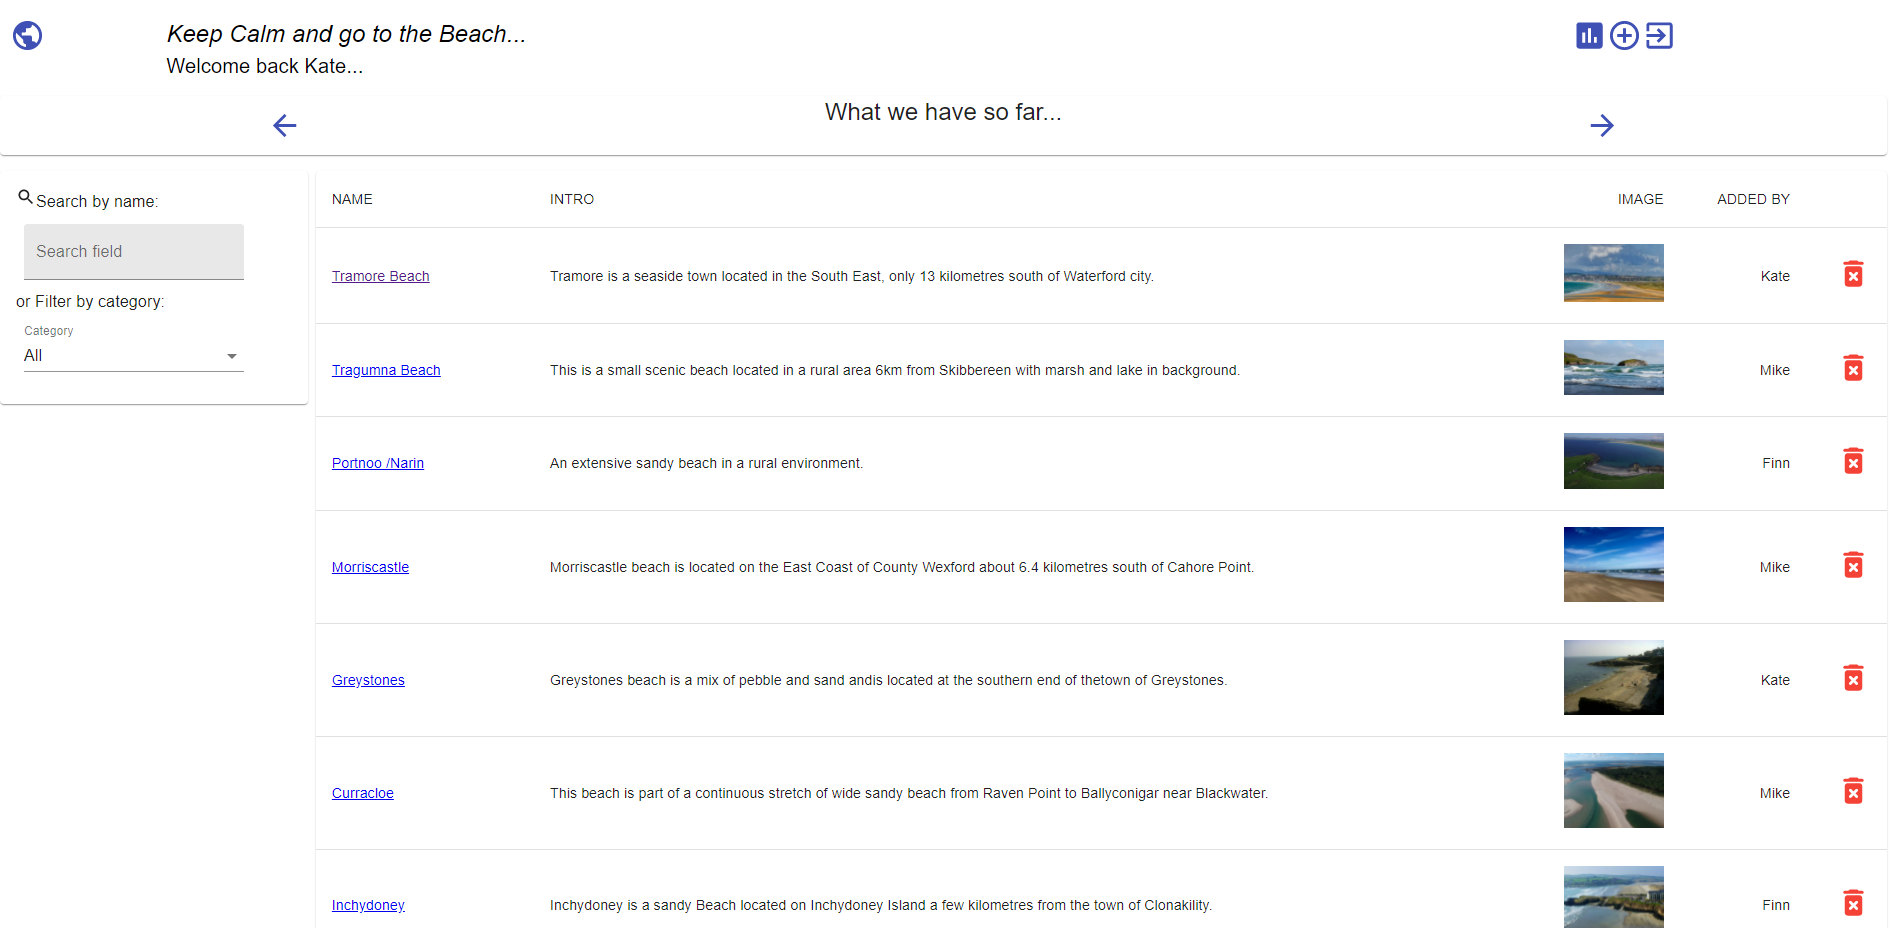 Keep Calm and go to the Beach...
Welcome back Kate...
What we have so far...
Search by name:
Search field
or Filter by category:
Category
All
NAME INTRO IMAGE ADDED BY
Tramore Beach Tramore is a seaside town located in the South East, only 13 kilometres south of Waterford city. Kate
Tragumna Beach This is a small scenic beach located in a rural area 6km from Skibbereen with marsh and lake in background. Mike
Portnoo /Narin An extensive sandy beach in a rural environment. Finn
Morriscastle Morriscastle beach is located on the East Coast of County Wexford about 6.4 kilometres south of Cahore Point. Mike
Greystones Greystones beach is a mix of pebble and sand andis located at the southern end of thetown of Greystones. Kate
Curracloe This beach is part of a continuous stretch of wide sandy beach from Raven Point to Ballyconigar near Blackwater. Mike
Inchydoney Inchydoney is a sandy Beach located on Inchydoney Island a few kilometres from the town of Clonakility. Finn